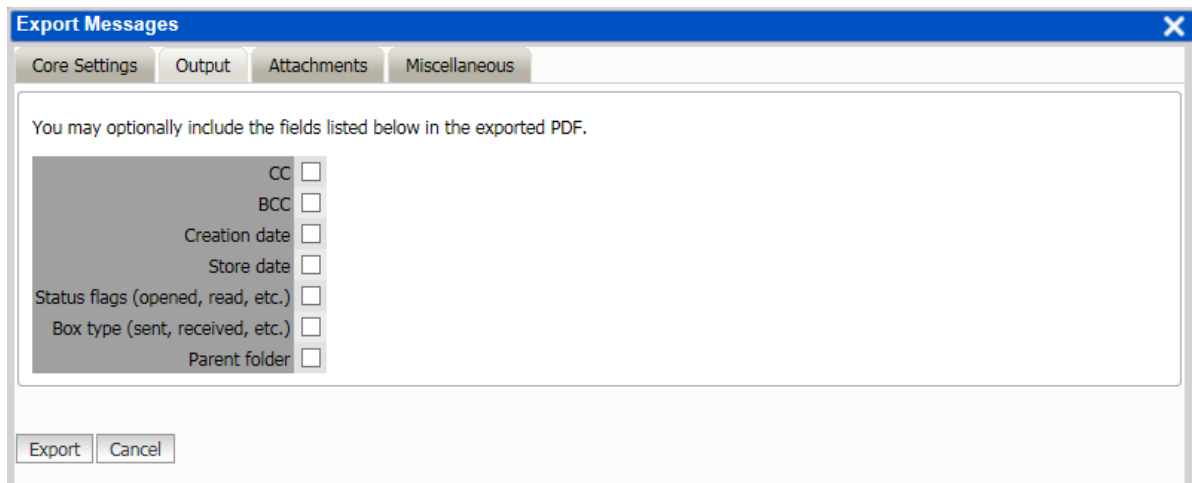 Export Messages
Core Settings Output Attachments Miscellaneous
You may optionally include the fields listed below in the exported PDF.
CC
BCC
Creation date
Store date
Status flags (opened, read, etc.)
Box type (sent, received, etc.)
Parent folder
Export Cancel